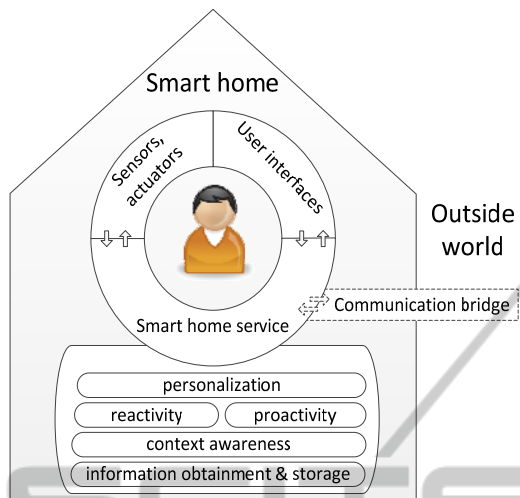 Smart home
Sensors,
actuators
User interfaces
Outside
world
Communication bridge
Smart home service
personalization
reactivity
proactivity
context awareness
information obtainment & storage